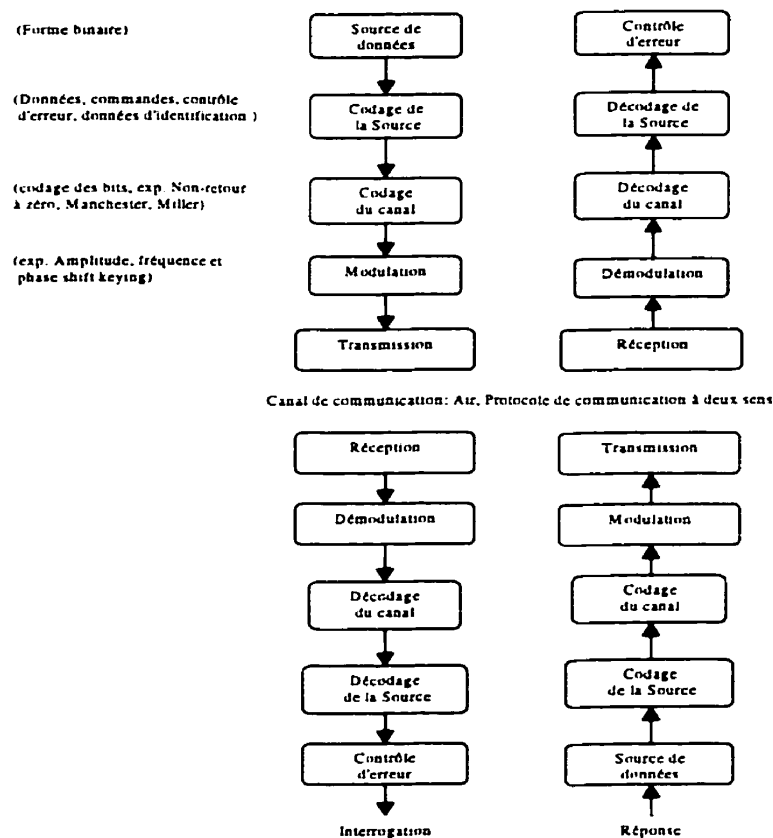 (Forme binaire)
Source de
données
Contrôle
d'erreur
(Données, commandes, contrôle
d'erreur, données d'identification )
Codage de
la Source
Décodage de
la Source
(codage des bits, exp. Non-retour
à zéro, Manchester, Miller)
Codage
du canal
Décodage
du canal
(exp. Amplitude, fréquence et
phase shift keying)
Modulation
Démodulation
Transmission
Réception
Canal de communication: Air, Protocole de communication à deux sens
Réception
Transmission
Démodulation
Modulation
Décodage
du canal
Codage
du canal
Décodage
de la Source
Codage
de la Source
Contrôle
d'erreur
Source de
données
Interrogation
Réponse